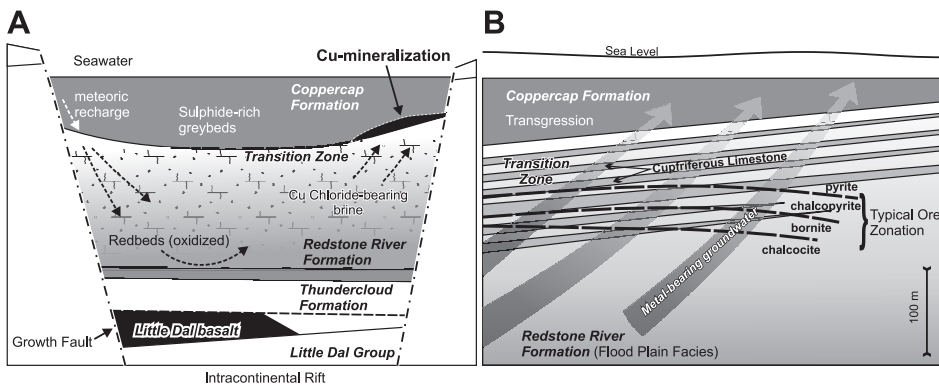 A
Seawater
Cu-mineralization
meteoric
recharge
Coppercap
Formation
Sulphide-rich
greybeds
Transition Zone
Cu Chloride-bearing
brine
Redbeds (oxidized)
Redstone River
Formation
Thundercloud
Formation
Little Dal basalt
Growth Fault
Little Dal Group
Intracontinental Rift
B
Sea Level
Coppercap Formation
Transgression
Transition
Zone
Cupfriferous Limestone
pyrite
chalcopyrite
bornite
chalcocite
Typical Ore
Zonation
Metal-bearing groundwater
100 m
Redstone River
Formation (Flood Plain Facies)